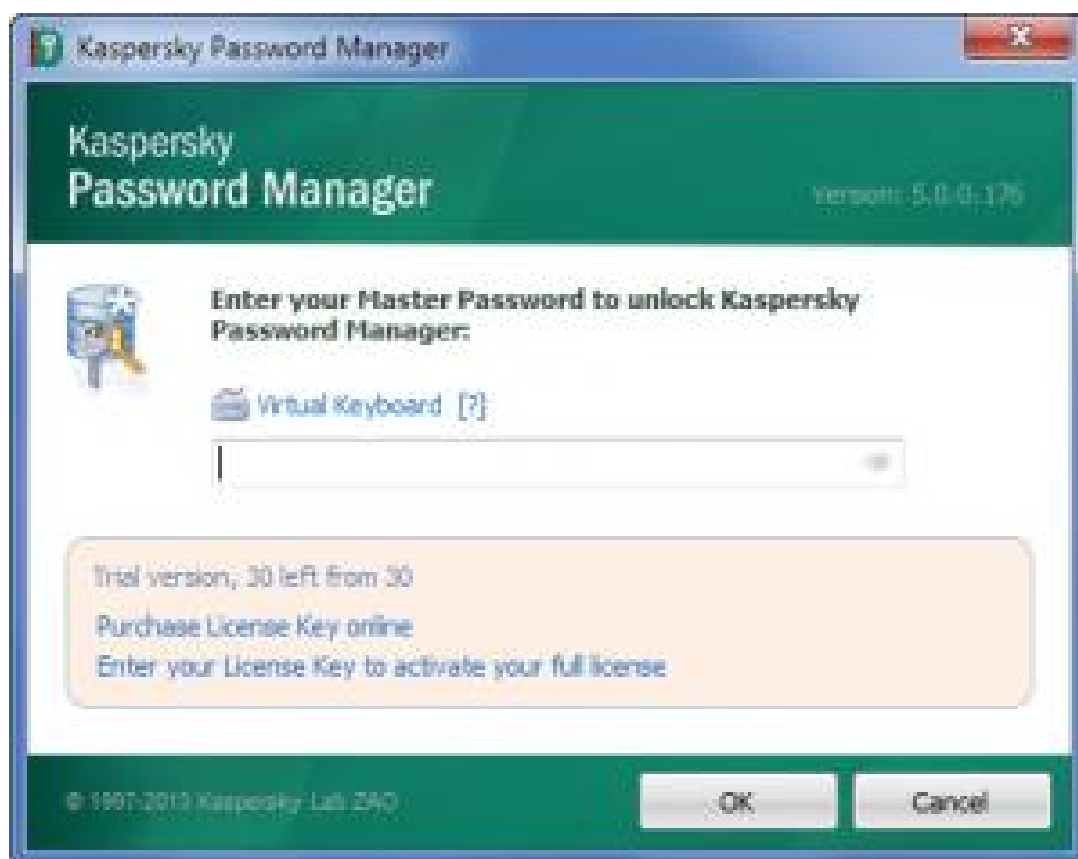 Kaspersky Password Manager
Kaspersky
Password Manager
Version: 5.0.0.176
Enter your Master Password to unlock Kaspersky
Password Manager:
Virtual Keyboard [?]
Trial version, 30 left from 30
Purchase License Key online
Enter your License Key to activate your full license
Kaspersky Lab ZAO
OK
Cancel